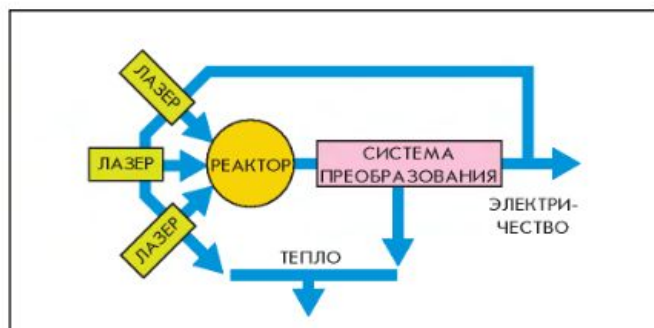 ЛАЗЕР
ЛАЗЕР
ЛАЗЕР
РЕАКТОР
СИСТЕМА
ПРЕОБРАЗОВАНИЯ
ЭЛЕКТРИ-
ЧЕСТВО
ТЕПЛО